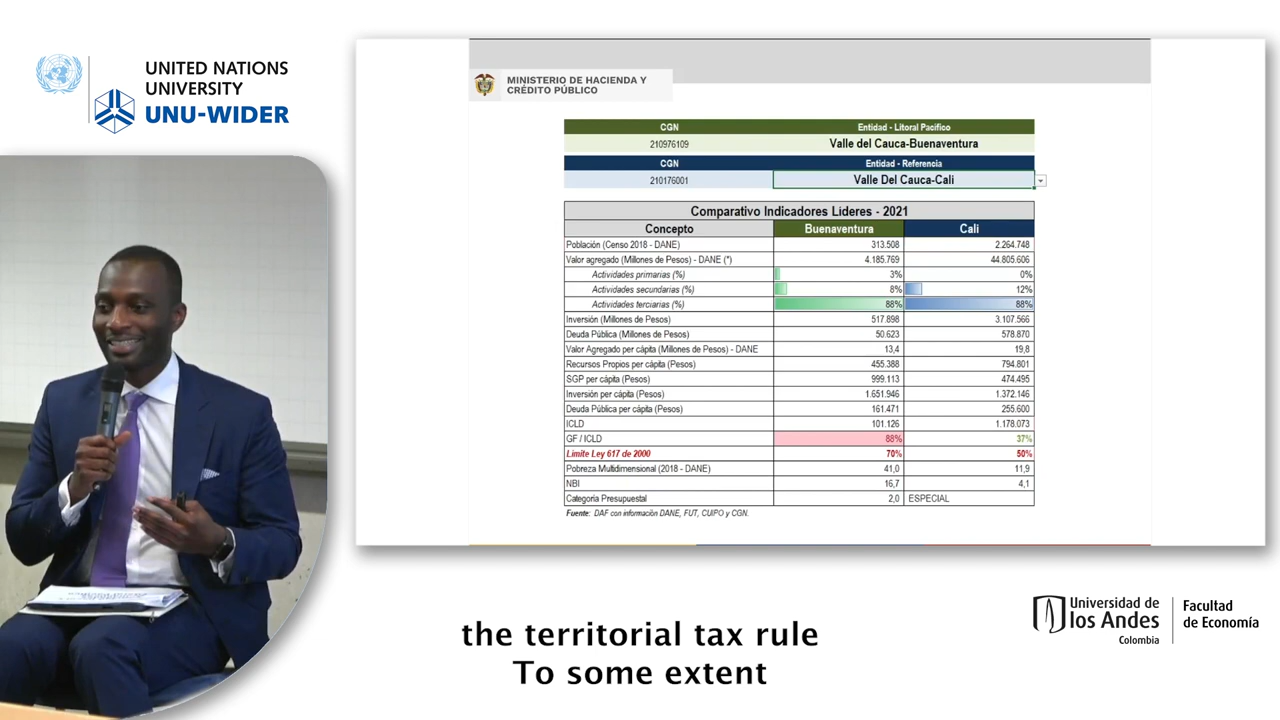 UNITED NATIONS
UNIVERSITY
UNU-WIDER
MINISTERIO DE HACIENDA Y
CRÉDITO PÚBLICO
CGN Entidad - Litoral Pacífico
210976109 Valle del Cauca-Buenaventura
CGN Entidad - Referencia
210176001 Valle Del Cauca-Cali
Comparativo Indicadores Líderes - 2021
Concepto Buenaventura Cali
Población (Censo 2018 - DANE) 313.508 2.264.748
Valor agregado (Millones de Pesos) - DANE (*) 4.185.769 44.805.606
Actividades primarias (%) 3% 0%
Actividades secundarias (%) 8% 12%
Actividades terciarias (%) 88% 88%
Inversión (Millones de Pesos) 517.898 3.107.566
Deuda Pública (Millones de Pesos) 50.623 578.870
Valor Agregado per cápita (Millones de Pesos) - DANE 13,4 19,8
Recursos Propios per cápita (Pesos) 455.388 794.801
SGP per cápita (Pesos) 999.113 474.495
Inversión per cápita (Pesos) 1.651.946 1.372.146
Deuda Pública per cápita (Pesos) 161.471 255.600
ICLD 101.126 1.178.073
GF / ICLD 88% 37%
Limite Ley 617 de 2000 70% 50%
Pobreza Multidimensional (2018 - DANE) 41,0 11,9
NBI 16,7 4,1
Categoría Presupuestal 2,0 ESPECIAL
Fuente: DAF con información DANE, FUT, CUIPO y CGN.
the territorial tax rule
To some extent
Universidad de
los Andes
Colombia
Facultad
de Economía